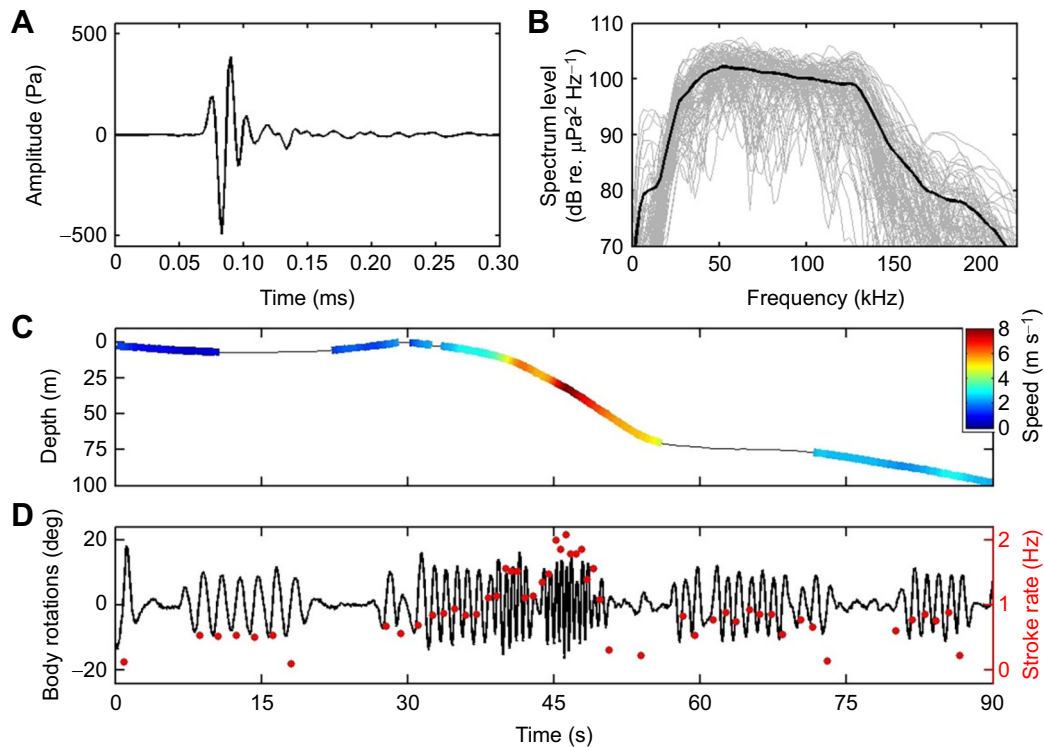 A
500
0
–500
Amplitude (Pa)
0 0.05 0.10 0.15 0.20 0.25 0.30
Time (ms)
B
110
100
90
80
70
Spectrum level
(dB re. μPa² Hz⁻¹)
0 50 100 150 200
Frequency (kHz)
C
0
25
50
75
100
Depth (m)
8
6
4
2
0
Speed (m s⁻¹)
D
20
0
–20
Body rotations (deg)
2
1
0
Stroke rate (Hz)
0 15 30 45 60 75 90
Time (s)